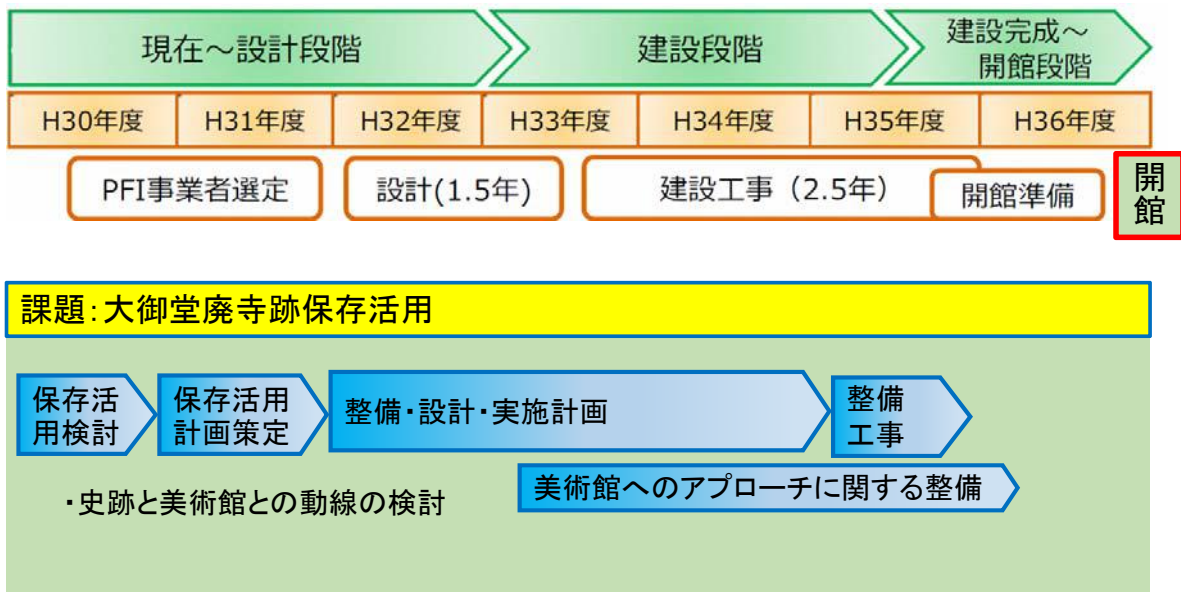 現在～設計段階
建設段階
建設完成～
開館段階
H30年度
H31年度
H32年度
H33年度
H34年度
H35年度
H36年度
PFI事業者選定
設計(1.5年)
建設工事（2.5年）
開館準備
開
館
課題：大御堂廃寺跡保存活用
保存活
用検討
保存活用
計画策定
整備・設計・実施計画
整備
工事
美術館へのアプローチに関する整備
・史跡と美術館との動線の検討